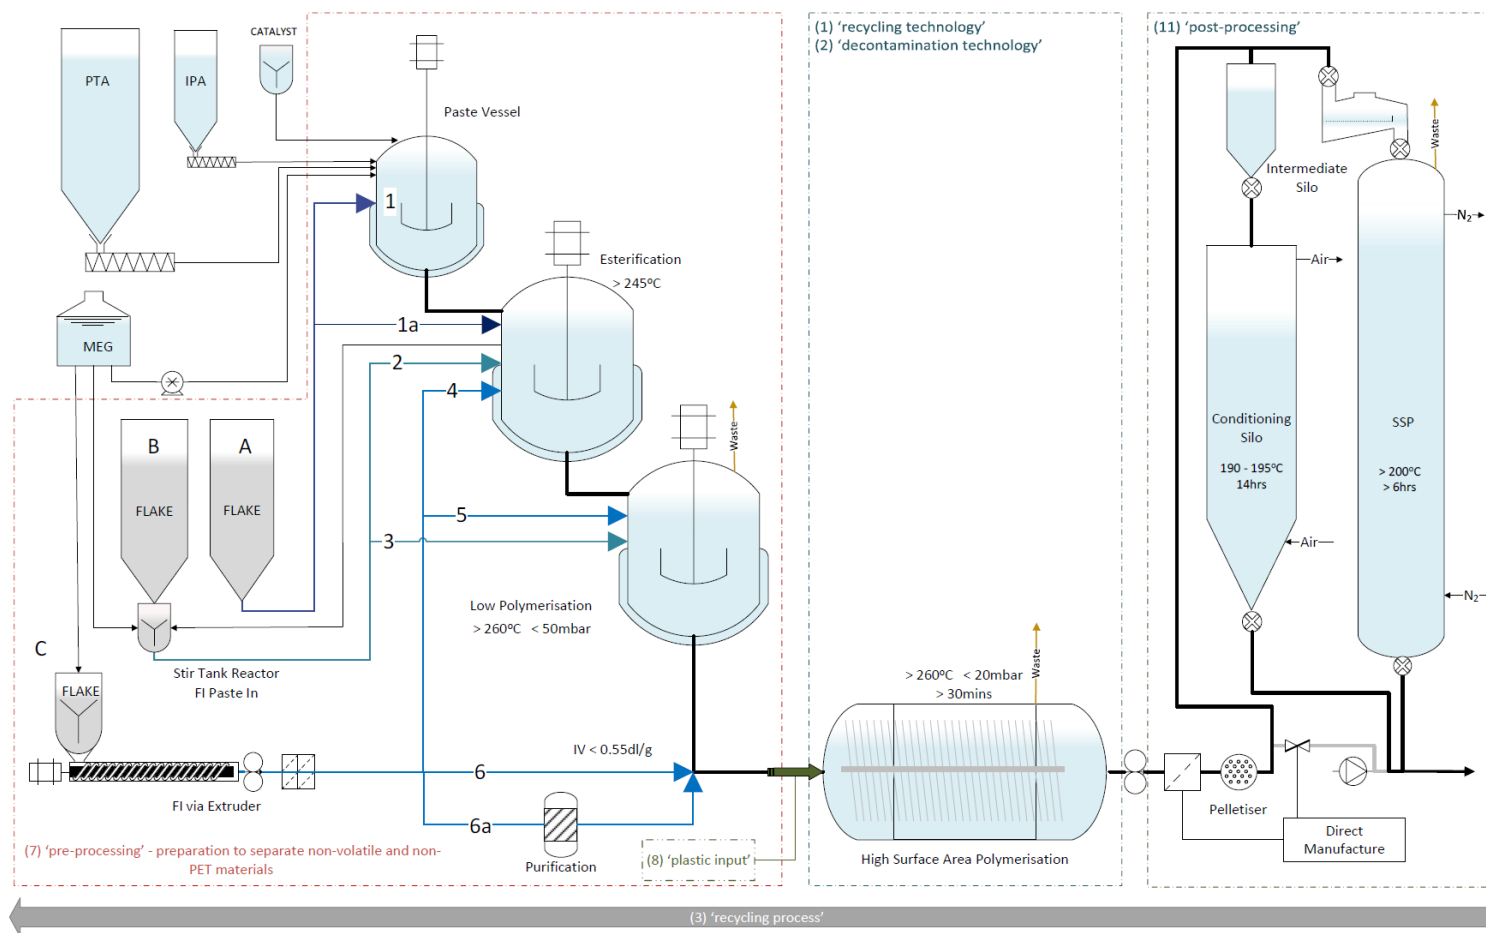 (1) ‘recycling technology’
(2) ‘decontamination technology’
(11) ‘post-processing’
CATALYST
PTA
IPA
Paste Vessel
1
Intermediate
Silo
Waste
N₂
Esterification
> 245ºC
Air
MEG
1a
2
4
B
A
FLAKE
FLAKE
Waste
Conditioning
Silo
190 - 195ºC
14hrs
SSP
> 200ºC
> 6hrs
5
3
Air
N₂
Low Polymerisation
> 260ºC < 50mbar
C
FLAKE
Stir Tank Reactor
FI Paste In
Waste
> 260ºC < 20mbar
> 30mins
IV < 0.55dl/g
6
FI via Extruder
6a
Purification
Pelletiser
Direct
Manufacture
High Surface Area Polymerisation
(7) ‘pre-processing’ - preparation to separate non-volatile and non-
PET materials
(8) ‘plastic input’
(3) ‘recycling process’